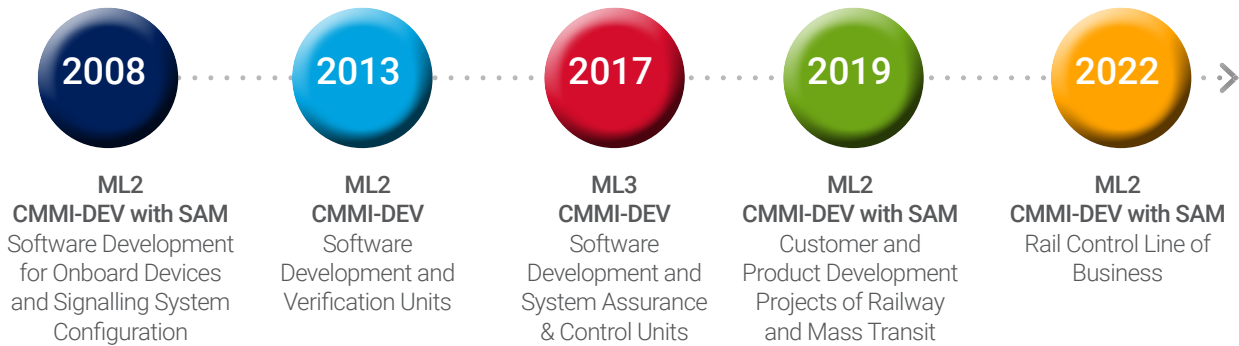 2008
ML2
CMMI-DEV with SAM
Software Development
for Onboard Devices
and Signalling System
Configuration
2013
ML2
CMMI-DEV
Software
Development and
Verification Units
2017
ML3
CMMI-DEV
Software
Development and
System Assurance
& Control Units
2019
ML2
CMMI-DEV with SAM
Customer and
Product Development
Projects of Railway
and Mass Transit
2022
ML2
CMMI-DEV with SAM
Rail Control Line of
Business